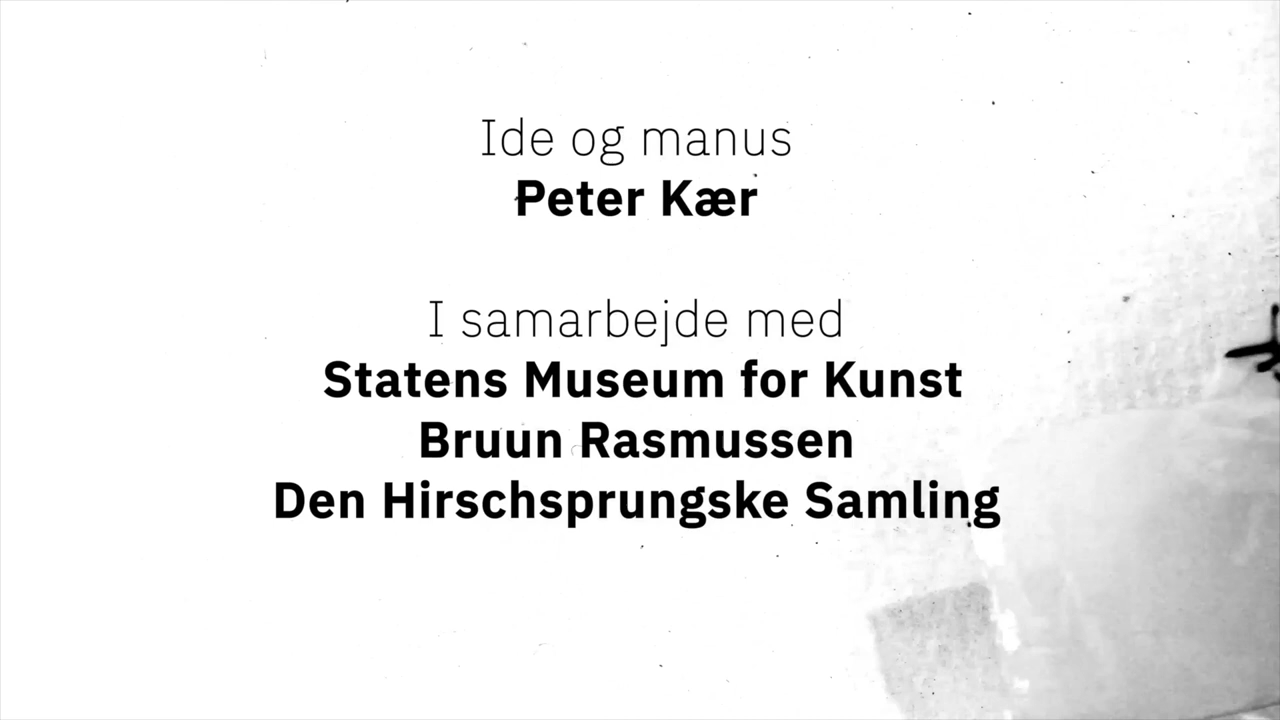 Ide og manus
Peter Kær
I samarbejde med
Statens Museum for Kunst
Bruun Rasmussen
Den Hirschsprungske Samling